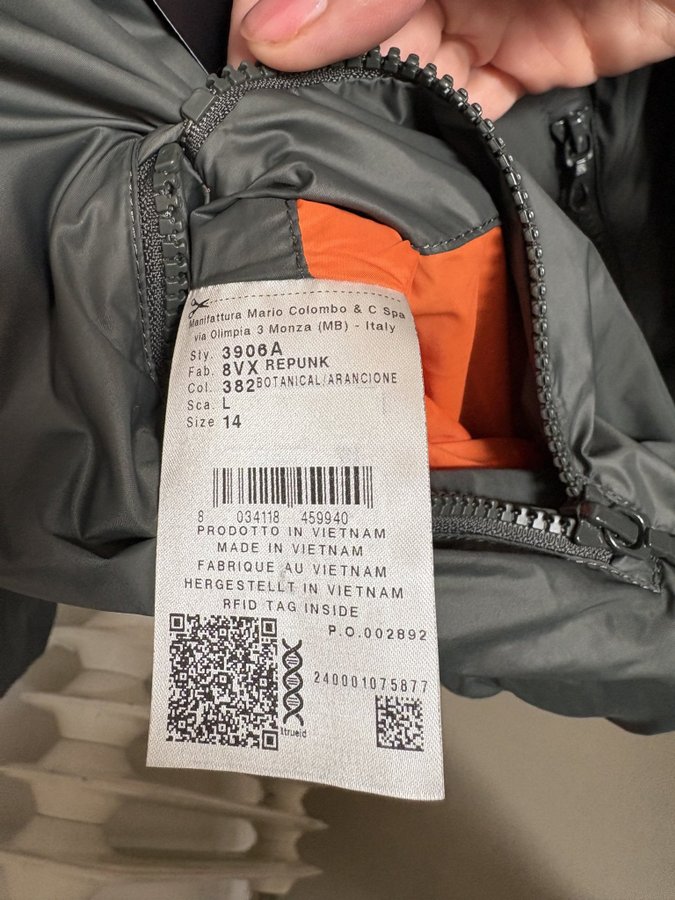 Manifattura Mario Colombo & C Spa
via Olimpia 3 Monza (MB) - Italy
Sty. 3906A
Fab. 8VX REPUNK
Col. 382 BOTANICAL/ARANCIONE
Sca. L
Size 14
8 034118 459940
PRODOTTO IN VIETNAM
MADE IN VIETNAM
FABRIQUE AU VIETNAM
HERGESTELLT IN VIETNAM
RFID TAG INSIDE
P.O.002892
240001075877
1trueid